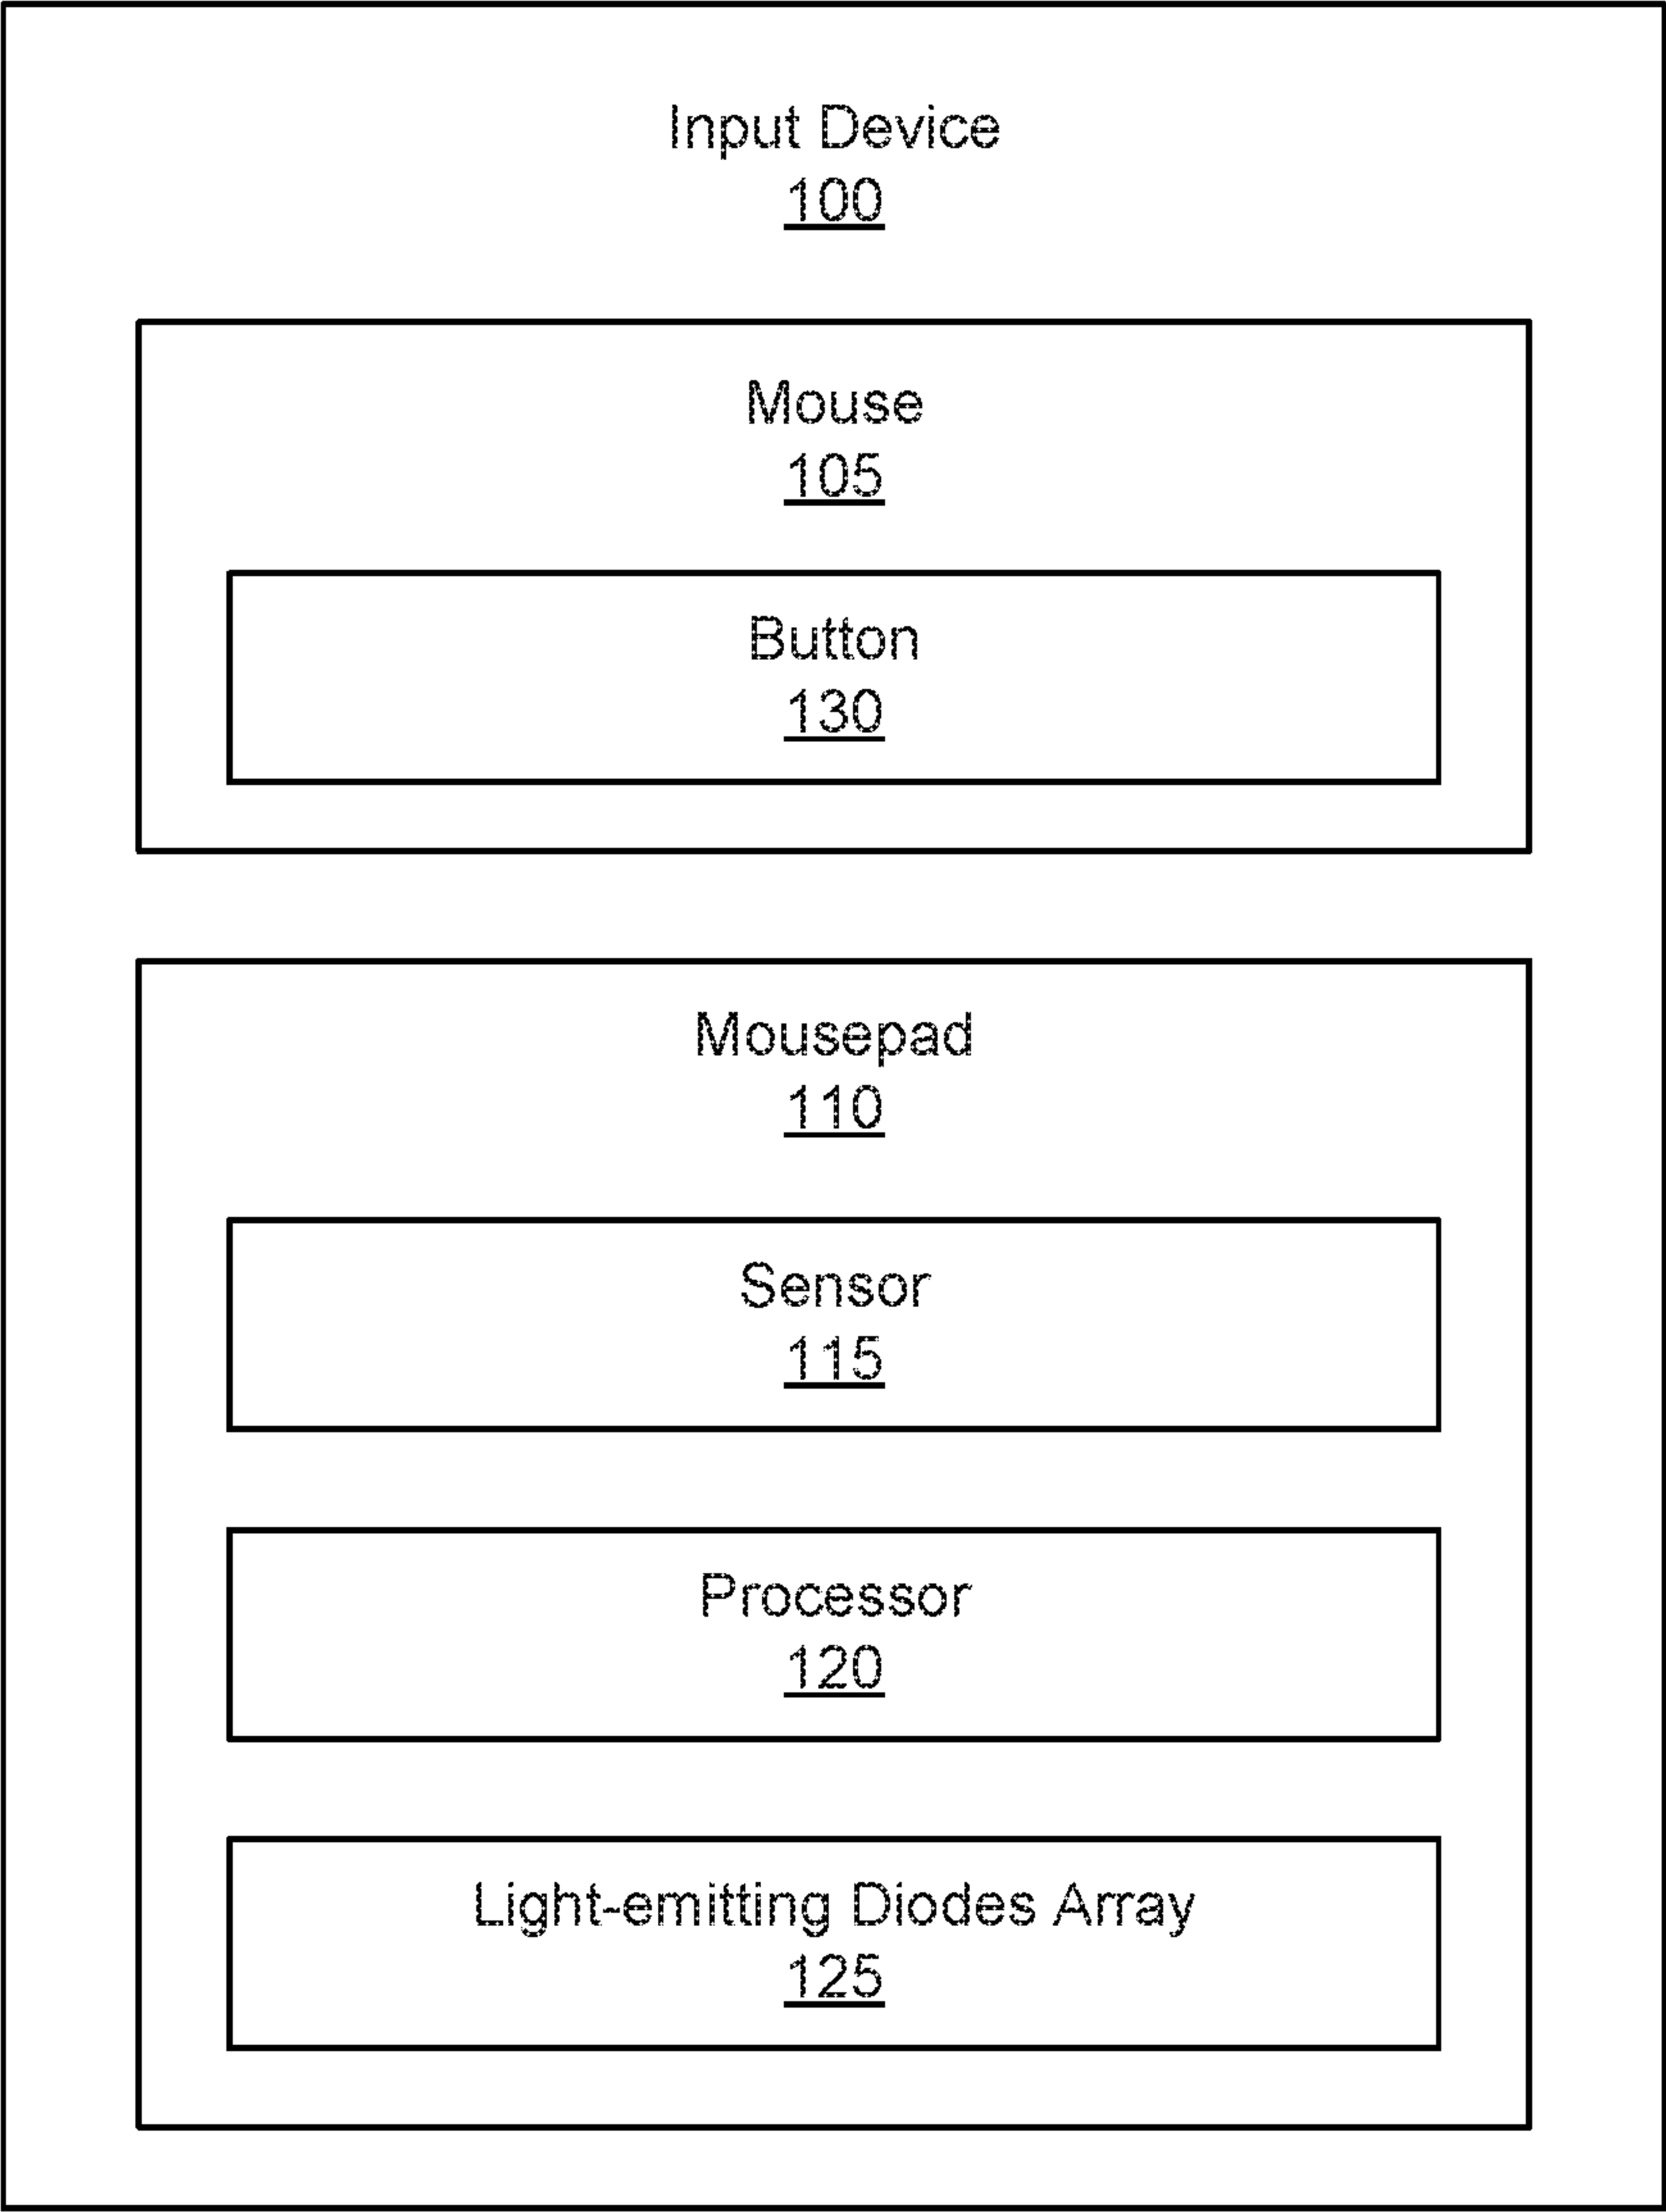 Input Device
100
Mouse
105
Button
130
Mousepad
110
Sensor
115
Processor
120
Light-emitting Diodes Array
125